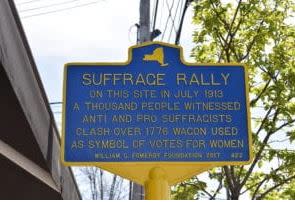 SUFFRAGE RALLY
ON THIS SITE IN JULY 1913
A THOUSAND PEOPLE WITNESSED
ANTI AND PRO SUFFRAGISTS
CLASH OVER 1776 WAGON USED
AS SYMBOL OF VOTES FOR WOMEN
WILLIAM G. POMEROY FOUNDATION 2017 422